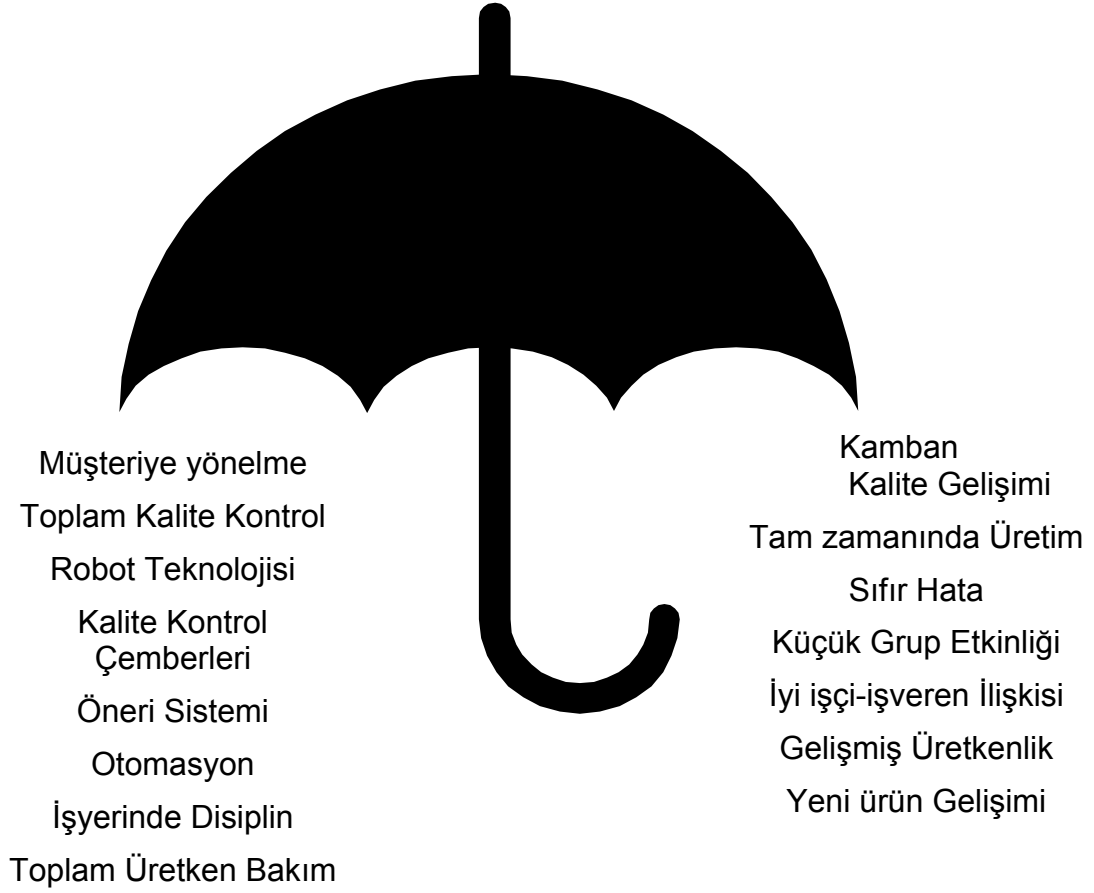 Müşteriye yönelme
Toplam Kalite Kontrol
Robot Teknolojisi
Kalite Kontrol
Çemberleri
Öneri Sistemi
Otomasyon
İşyerinde Disiplin
Toplam Üretken Bakım
Kamban
Kalite Gelişimi
Tam zamanında Üretim
Sıfır Hata
Küçük Grup Etkinliği
İyi işçi-işveren İlişkisi
Gelişmiş Üretkenlik
Yeni ürün Gelişimi